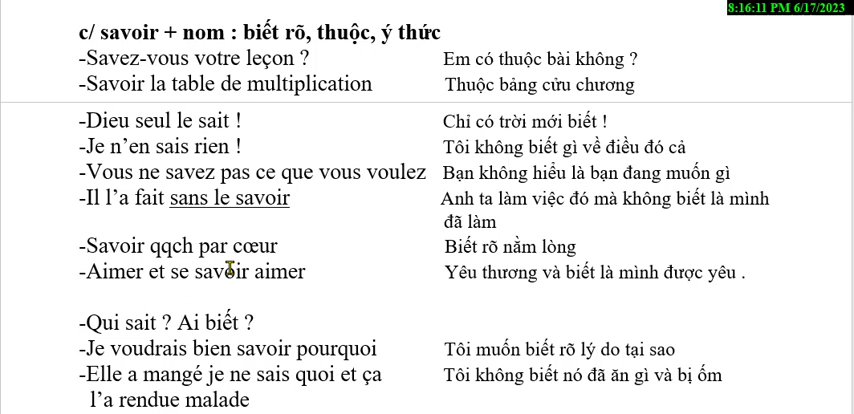 8:16:11 PM 6/17/2023
c/ savoir + nom : biết rõ, thuộc, ý thức
-Savez-vous votre leçon ? Em có thuộc bài không ?
-Savoir la table de multiplication Thuộc bảng cửu chương
-Dieu seul le sait ! Chỉ có trời mới biết !
-Je n’en sais rien ! Tôi không biết gì về điều đó cả
-Vous ne savez pas ce que vous voulez Bạn không hiểu là bạn đang muốn gì
-Il l’a fait sans le savoir Anh ta làm việc đó mà không biết là mình
đã làm
-Savoir qqch par cœur Biết rõ nằm lòng
-Aimer et se savoir aimer Yêu thương và biết là mình được yêu .
-Qui sait ? Ai biết ?
-Je voudrais bien savoir pourquoi Tôi muốn biết rõ lý do tại sao
-Elle a mangé je ne sais quoi et ça Tôi không biết nó đã ăn gì và bị ốm
l’a rendue malade